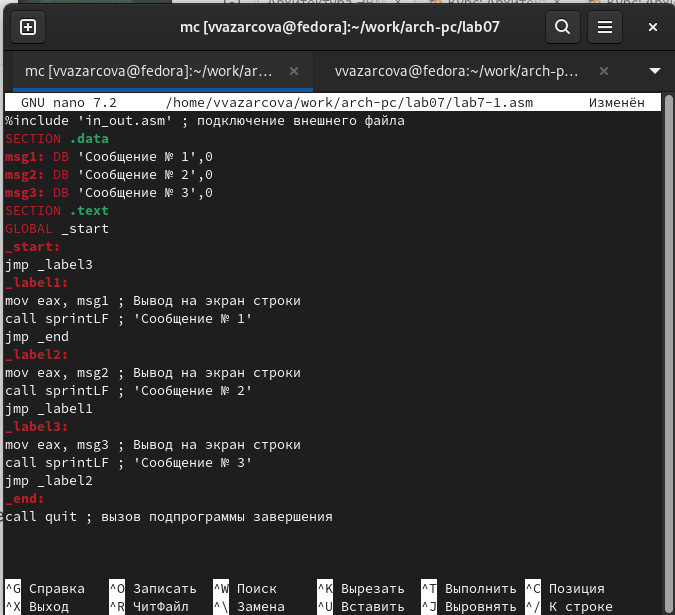 mc [vvazarcova@fedora]:~/work/arch-pc/lab07
mc [vvazarcova@fedora]:~/work/ar... × vvazarcova@fedora:~/work/arch-p... ×
GNU nano 7.2 /home/vvazarcova/work/arch-pc/lab07/lab7-1.asm Изменён
%include 'in_out.asm' ; подключение внешнего файла
SECTION .data
msg1: DB 'Сообщение № 1',0
msg2: DB 'Сообщение № 2',0
msg3: DB 'Сообщение № 3',0
SECTION .text
GLOBAL _start
_start:
jmp _label3
_label1:
mov eax, msg1 ; Вывод на экран строки
call sprintLF ; 'Сообщение № 1'
jmp _end
_label2:
mov eax, msg2 ; Вывод на экран строки
call sprintLF ; 'Сообщение № 2'
jmp _label1
_label3:
mov eax, msg3 ; Вывод на экран строки
call sprintLF ; 'Сообщение № 3'
jmp _label2
_end:
call quit ; вызов подпрограммы завершения
^G Справка ^O Записать ^W Поиск ^K Вырезать ^T Выполнить ^C Позиция
^X Выход ^R ЧитФайл ^\ Замена ^U Вставить ^J Выровнять ^/ К строке